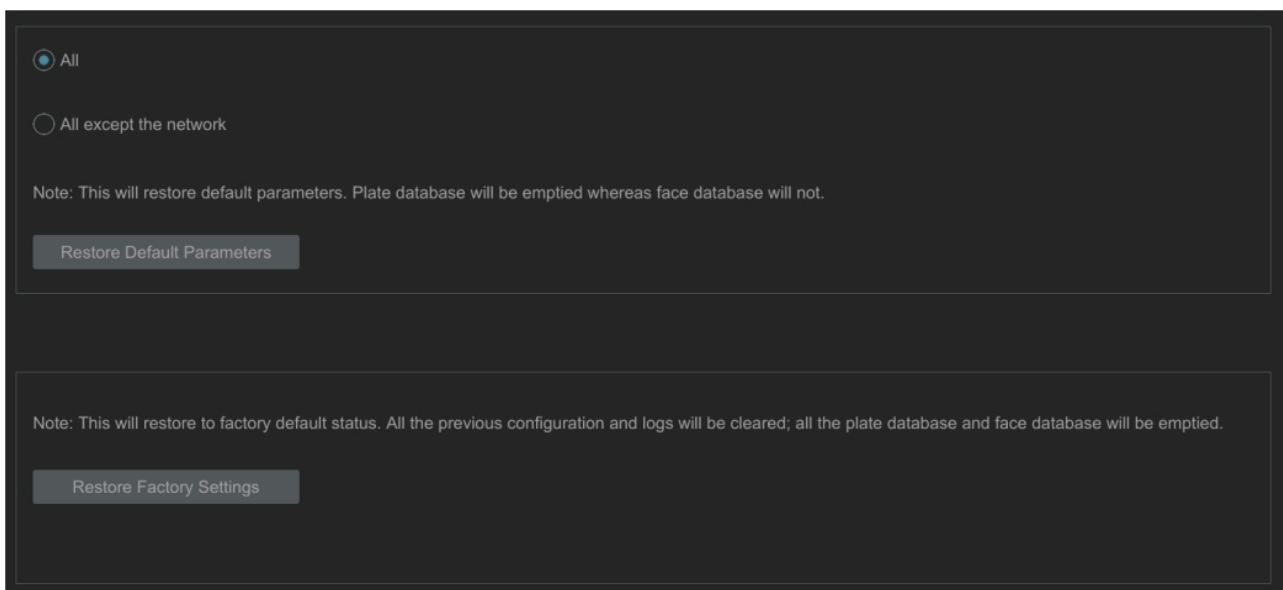 All
All except the network
Note: This will restore default parameters. Plate database will be emptied whereas face database will not.
Restore Default Parameters
Note: This will restore to factory default status. All the previous configuration and logs will be cleared; all the plate database and face database will be emptied.
Restore Factory Settings